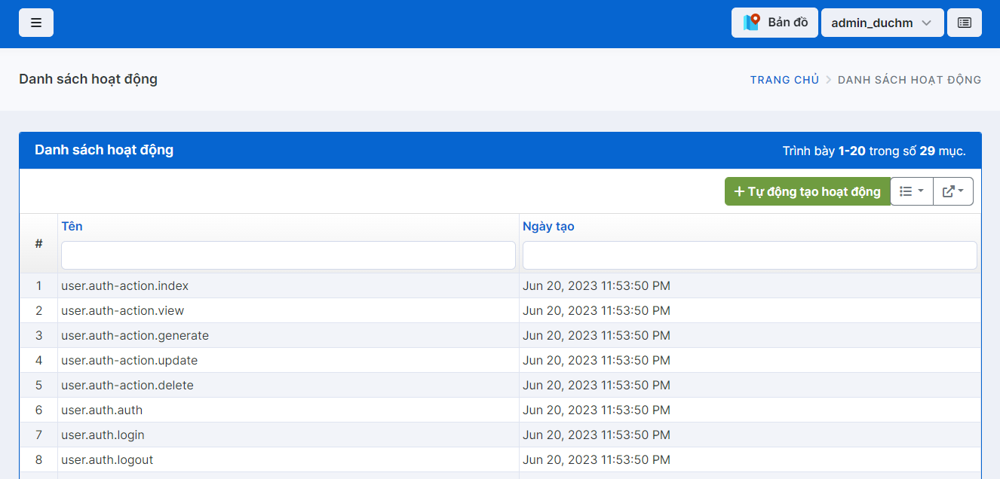 Bản đồ admin_duchm
Danh sách hoạt động TRANG CHỦ DANH SÁCH HOẠT ĐỘNG
Danh sách hoạt động Trình bày 1-20 trong số 29 mục.
Tự động tạo hoạt động
# Tên Ngày tạo
1 user.auth-action.index Jun 20, 2023 11:53:50 PM
2 user.auth-action.view Jun 20, 2023 11:53:50 PM
3 user.auth-action.generate Jun 20, 2023 11:53:50 PM
4 user.auth-action.update Jun 20, 2023 11:53:50 PM
5 user.auth-action.delete Jun 20, 2023 11:53:50 PM
6 user.auth.auth Jun 20, 2023 11:53:50 PM
7 user.auth.login Jun 20, 2023 11:53:50 PM
8 user.auth.logout Jun 20, 2023 11:53:50 PM